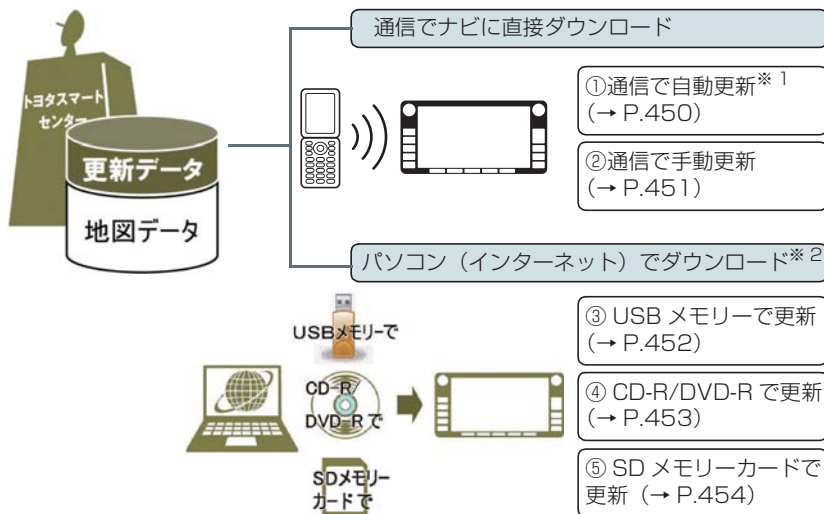 通信でナビに直接ダウンロード
トヨタスマート
センター
更新データ
地図データ
①通信で自動更新※1
(→ P.450)
②通信で手動更新
(→ P.451)
パソコン（インターネット）でダウンロード※2
USBメモリーで
CD-R/
DVD-Rで
SDメモリー
カードで
③ USB メモリーで更新
(→ P.452)
④ CD-R/DVD-R で更新
(→ P.453)
⑤ SD メモリーカードで
更新（→ P.454）